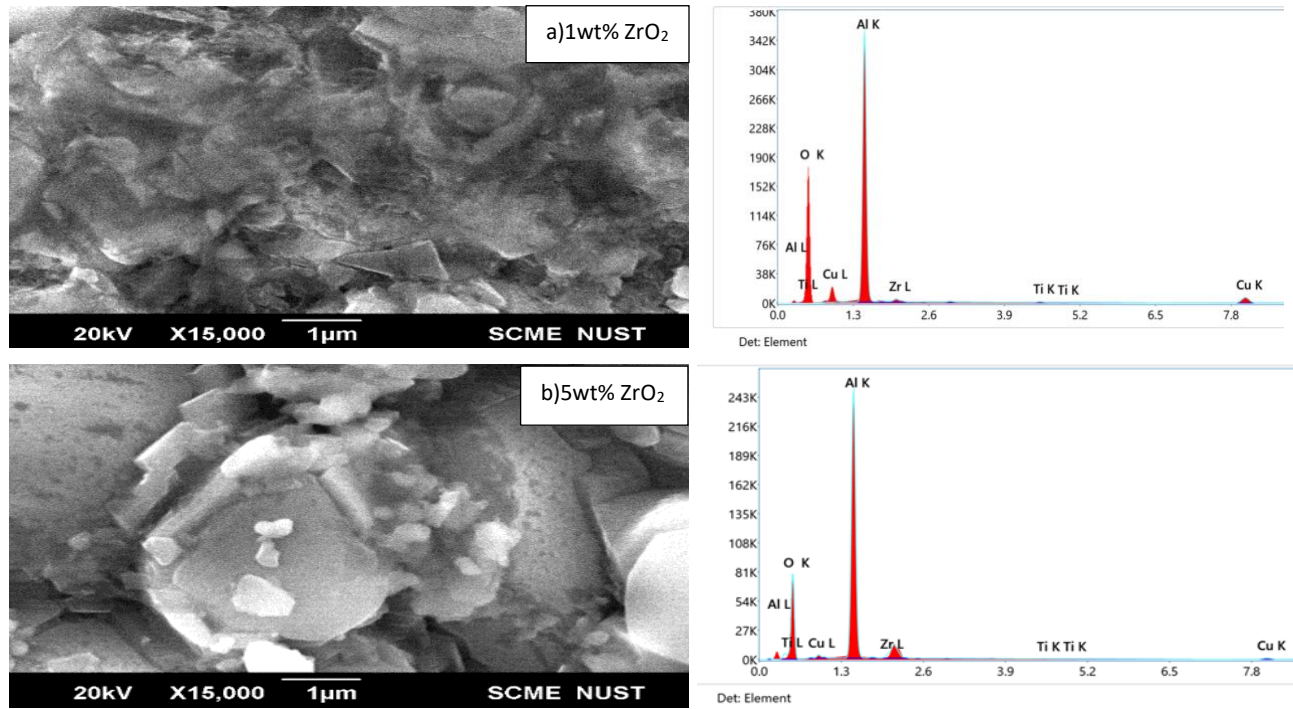 a)1wt% ZrO₂
20kV X15,000 1µm SCME NUST
380K
342K
304K
266K
228K
190K
152K
114K
76K
38K
0K
Al K
O K
Al L
Ti L
Cu L
Zr L
Ti K Ti K
Cu K
0.0 1.3 2.6 3.9 5.2 6.5 7.8
Det: Element
b)5wt% ZrO₂
20kV X15,000 1µm SCME NUST
243K
216K
189K
162K
135K
108K
81K
54K
27K
0K
Al K
O K
Al L
Ti L
Cu L
Zr L
Ti K Ti K
Cu K
0.0 1.3 2.6 3.9 5.2 6.5 7.8
Det: Element